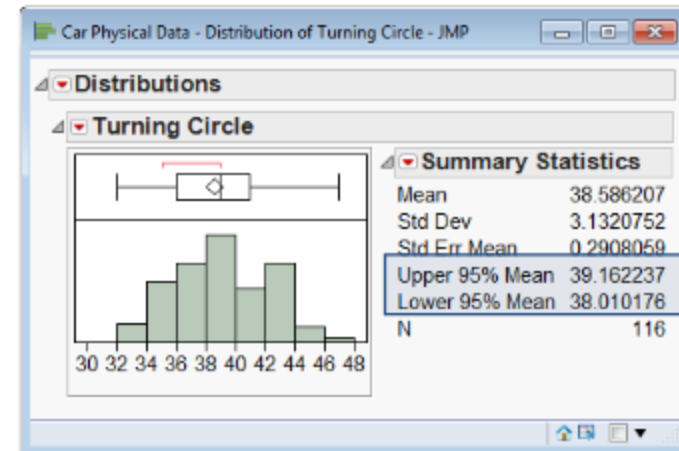 Car Physical Data - Distribution of Turning Circle - JMP
Distributions
Turning Circle
Summary Statistics
Mean 38.586207
Std Dev 3.1320752
Std Err Mean 0.2908059
Upper 95% Mean 39.162237
Lower 95% Mean 38.010176
N 116
30 32 34 36 38 40 42 44 46 48